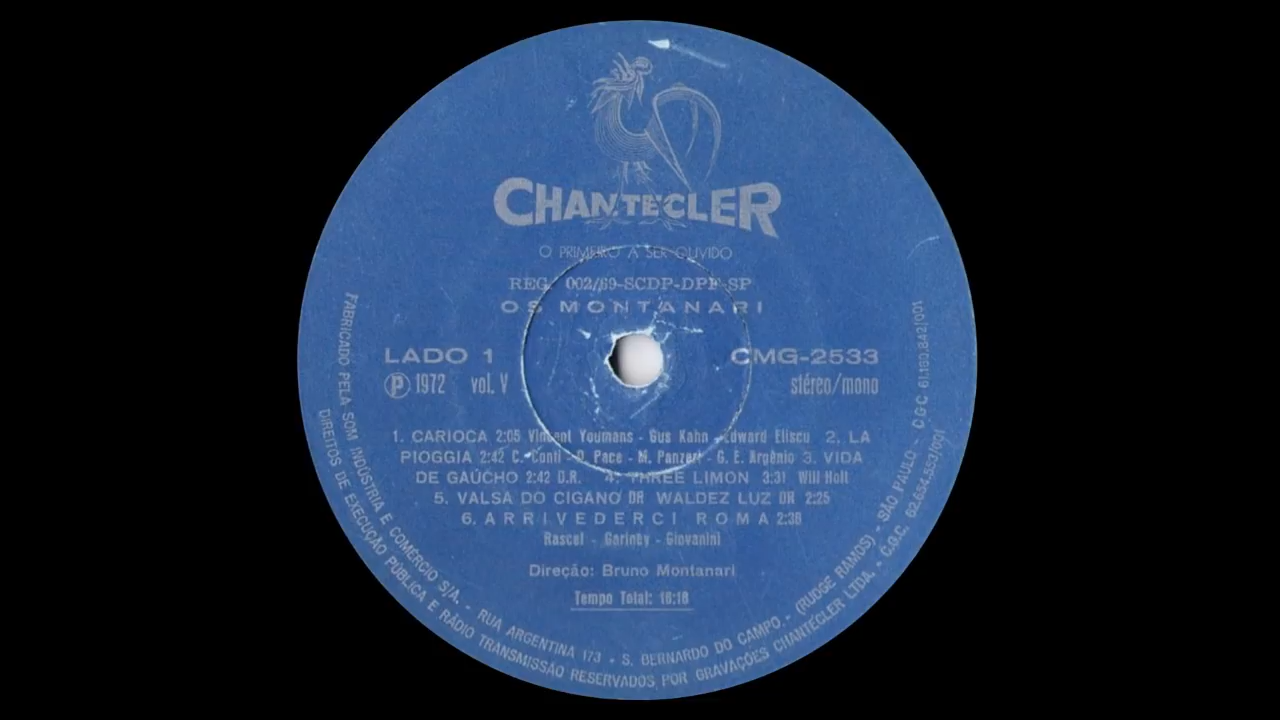 CHANTECLER
O PRIMEIRO A SER OUVIDO
REG. 002/69-SCDP-DPF-SP
OS MONTANARI
LADO 1 CMG-2533
Ⓟ 1972 vol. V stéreo/mono
1. CARIOCA 2:05 Vincent Youmans - Gus Kahn - Edward Eliscu 2. LA
PIOGGIA 2:42 C. Conti - D. Pace - M. Panzeri - G. E. Argênio 3. VIDA
DE GAÚCHO 2:42 D.R. 4. THREE LIMON 3:31 Will Holt
5. VALSA DO CIGANO DR WALDEZ LUZ DR 2:25
6. ARRIVEDERCI ROMA 2:36
Rascel - Garinby - Giovanini
Direção: Bruno Montanari
Tempo Total: 16:16
FABRICADO PELA SOM INDÚSTRIA E COMÉRCIO S/A. - RUA ARGENTINA 173 - S. BERNARDO DO CAMPO. - (RUDGE RAMOS) - SÃO PAULO - C.G.C 61.160.842/001
DIREITOS DE EXECUÇÃO PÚBLICA E RÁDIO TRANSMISSÃO RESERVADOS POR GRAVAÇÕES CHANTECLER LTDA. - C.G.C. 62.654.553/001